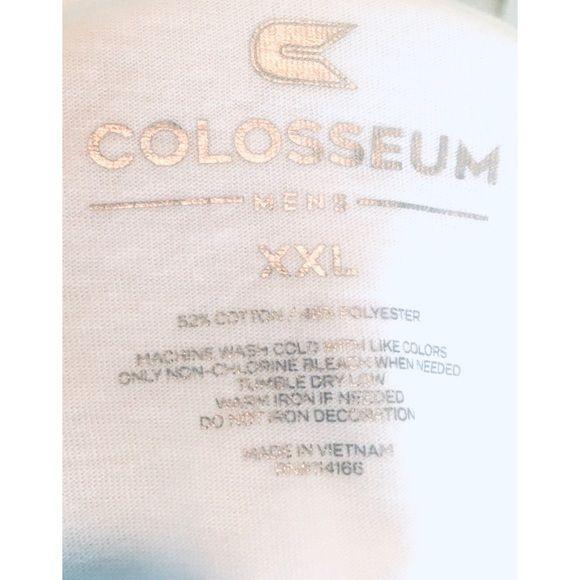 COLOSSEUM
MENS
XXL
52% COTTON / 48% POLYESTER
MACHINE WASH COLD WITH LIKE COLORS
ONLY NON-CHLORINE BLEACH WHEN NEEDED
TUMBLE DRY LOW
WARM IRON IF NEEDED
DO NOT IRON DECORATION
MADE IN VIETNAM